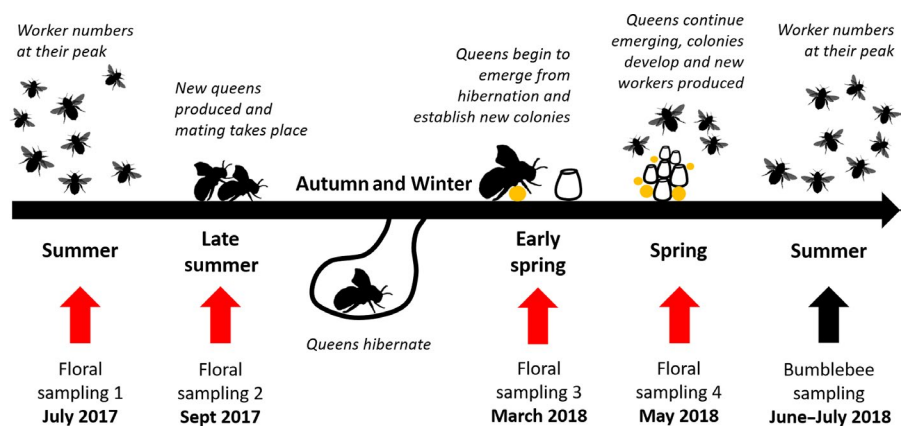 Worker numbers
at their peak
New queens
produced and
mating takes place
Queens begin to
emerge from
hibernation and
establish new colonies
Queens continue
emerging, colonies
develop and new
workers produced
Worker numbers
at their peak
Autumn and Winter
Summer
Late
summer
Early
spring
Spring
Summer
Queens hibernate
Floral
sampling 1
July 2017
Floral
sampling 2
Sept 2017
Floral
sampling 3
March 2018
Floral
sampling 4
May 2018
Bumblebee
sampling
June–July 2018